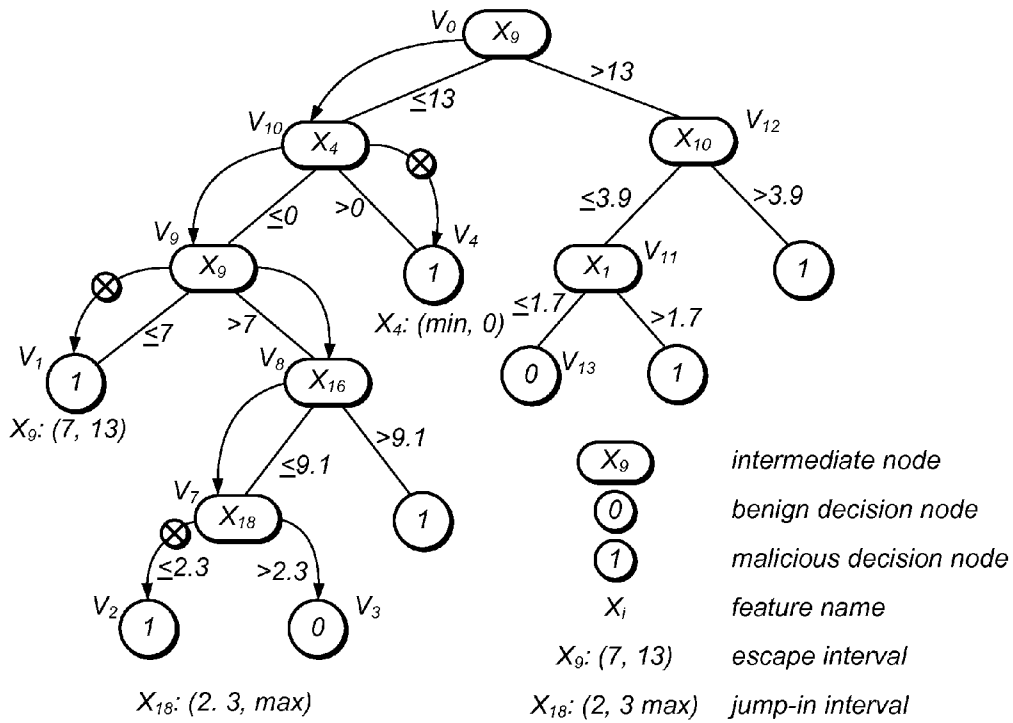 V0 X9
≤13 >13
V10 X4 X10 V12
≤0 >0 ≤3.9 >3.9
V9 X9 V4 1 X1 V11 1
X4: (min, 0)
≤7 >7 ≤1.7 >1.7
V1 1 V8 X16 0 V13 1
X9: (7, 13)
≤9.1 >9.1
V7 X18 1
≤2.3 >2.3
V2 1 0 V3
X18: (2. 3, max)
X9 intermediate node
0 benign decision node
1 malicious decision node
Xi feature name
X9: (7, 13) escape interval
X18: (2, 3 max) jump-in interval